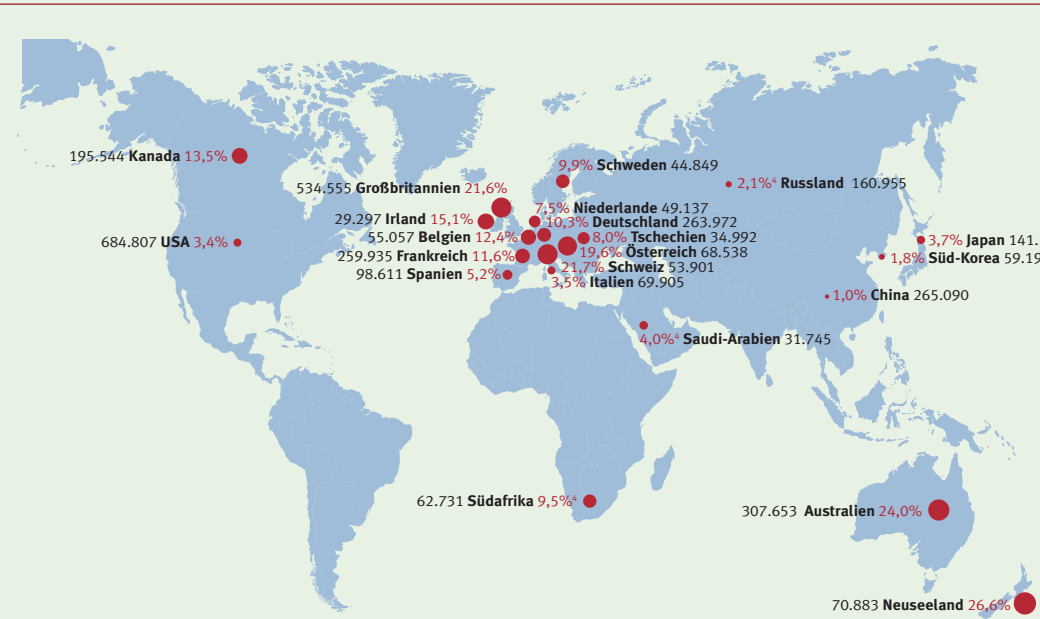 195.544 Kanada 13,5%
9,9% Schweden 44.849
2,1%⁴ Russland 160.955
534.555 Großbritannien 21,6%
7,5% Niederlande 49.137
29.297 Irland 15,1%
10,3% Deutschland 263.972
55.057 Belgien 12,4%
8,0% Tschechien 34.992
684.807 USA 3,4%
3,7% Japan 141.
259.935 Frankreich 11,6%
19,6% Österreich 68.538
1,8% Süd-Korea 59.19
98.611 Spanien 5,2%
21,7% Schweiz 53.901
3,5% Italien 69.905
1,0% China 265.090
4,0%⁴ Saudi-Arabien 31.745
62.731 Südafrika 9,5%⁴
307.653 Australien 24,0%
70.883 Neuseeland 26,6%